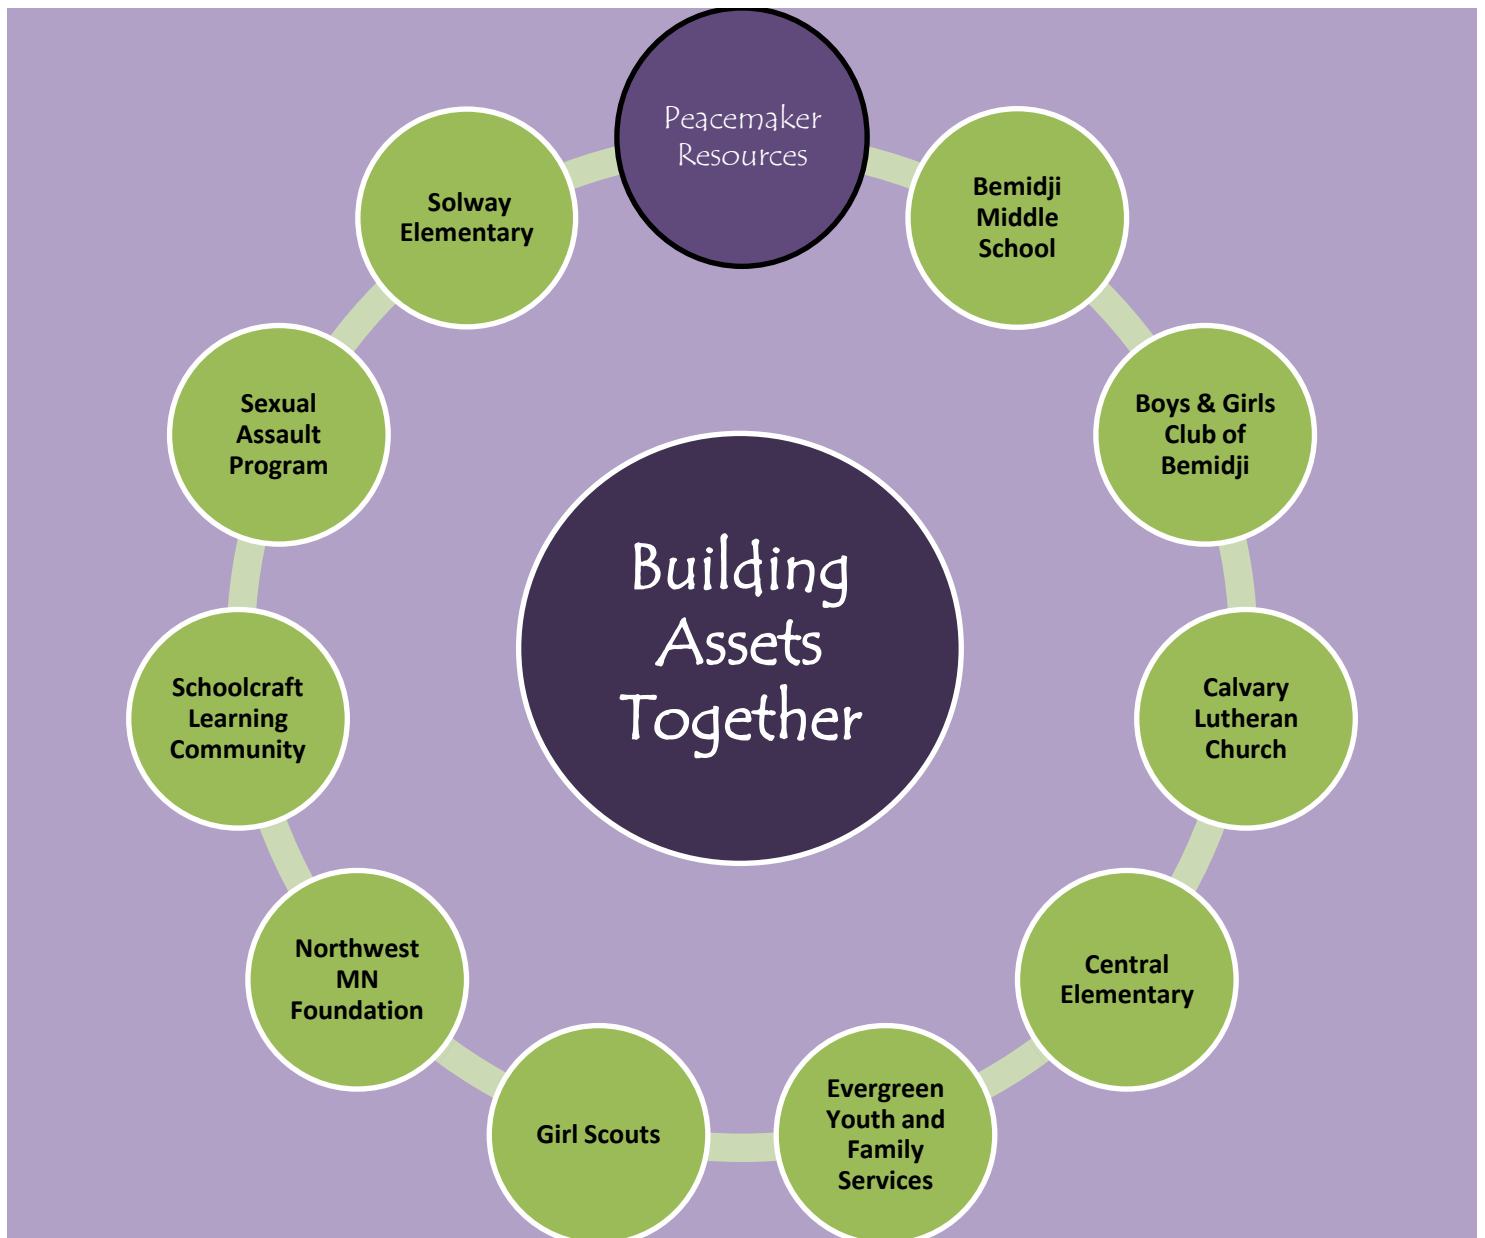 Peacemaker
Resources
Bemidji
Middle
School
Boys & Girls
Club of
Bemidji
Calvary
Lutheran
Church
Central
Elementary
Evergreen
Youth and
Family
Services
Girl Scouts
Northwest
MN
Foundation
Schoolcraft
Learning
Community
Sexual
Assault
Program
Solway
Elementary
Building
Assets
Together